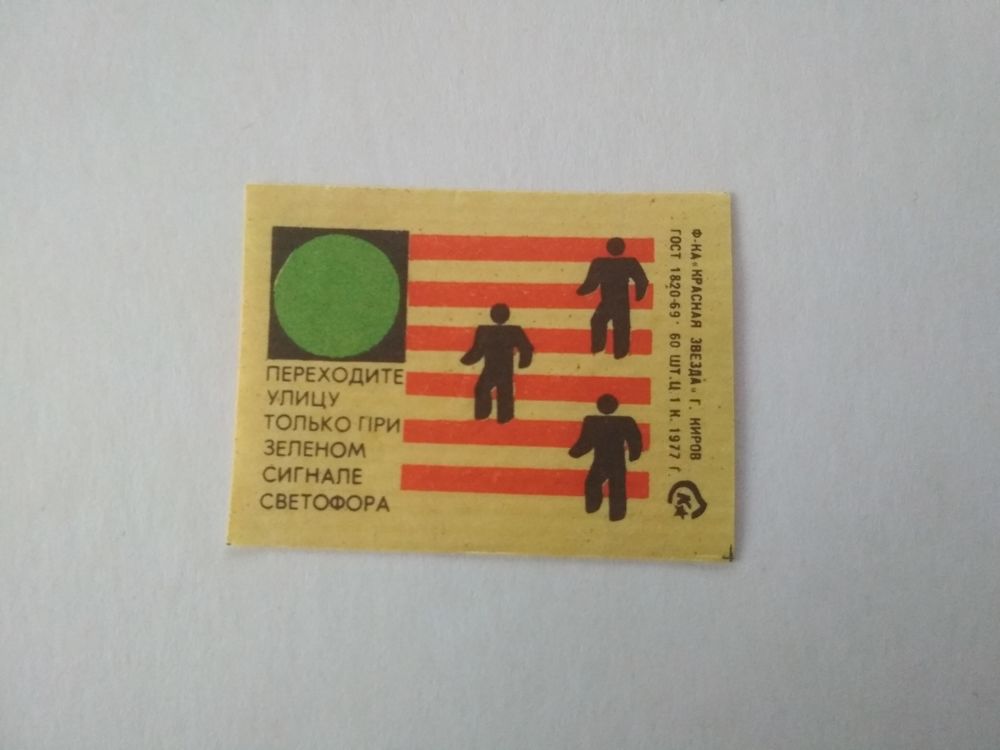 ПЕРЕХОДИТЕ
УЛИЦУ
ТОЛЬКО ПРИ
ЗЕЛЕНОМ
СИГНАЛЕ
СВЕТОФОРА
Ф-КА «КРАСНАЯ ЗВЕЗДА» Г. КИРОВ
ГОСТ 1820-69 · 60 ШТ. Ц 1 К. 1977 Г.